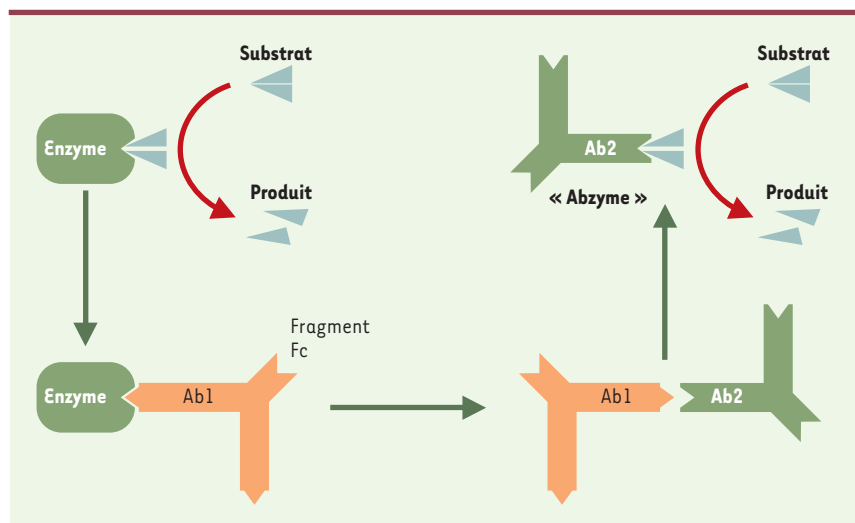 Substrat
Enzyme
Produit
Substrat
Ab2
« Abzyme »
Produit
Fragment
Fc
Enzyme
Ab1
Ab1
Ab2